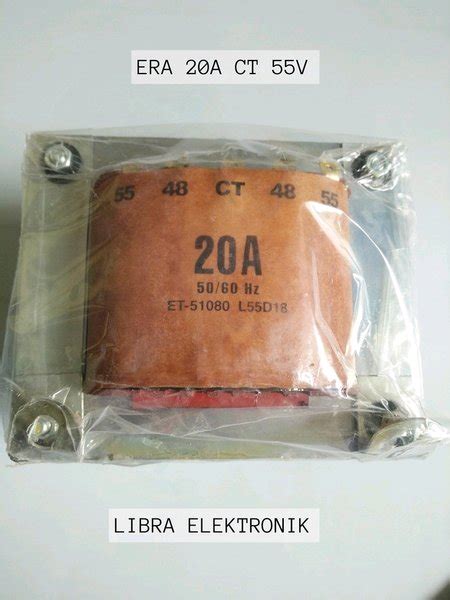 ERA 20A CT 55V
55 48 CT 48 55
20A
50/60 Hz
ET-51080 L55D18
LIBRA ELEKTRONIK